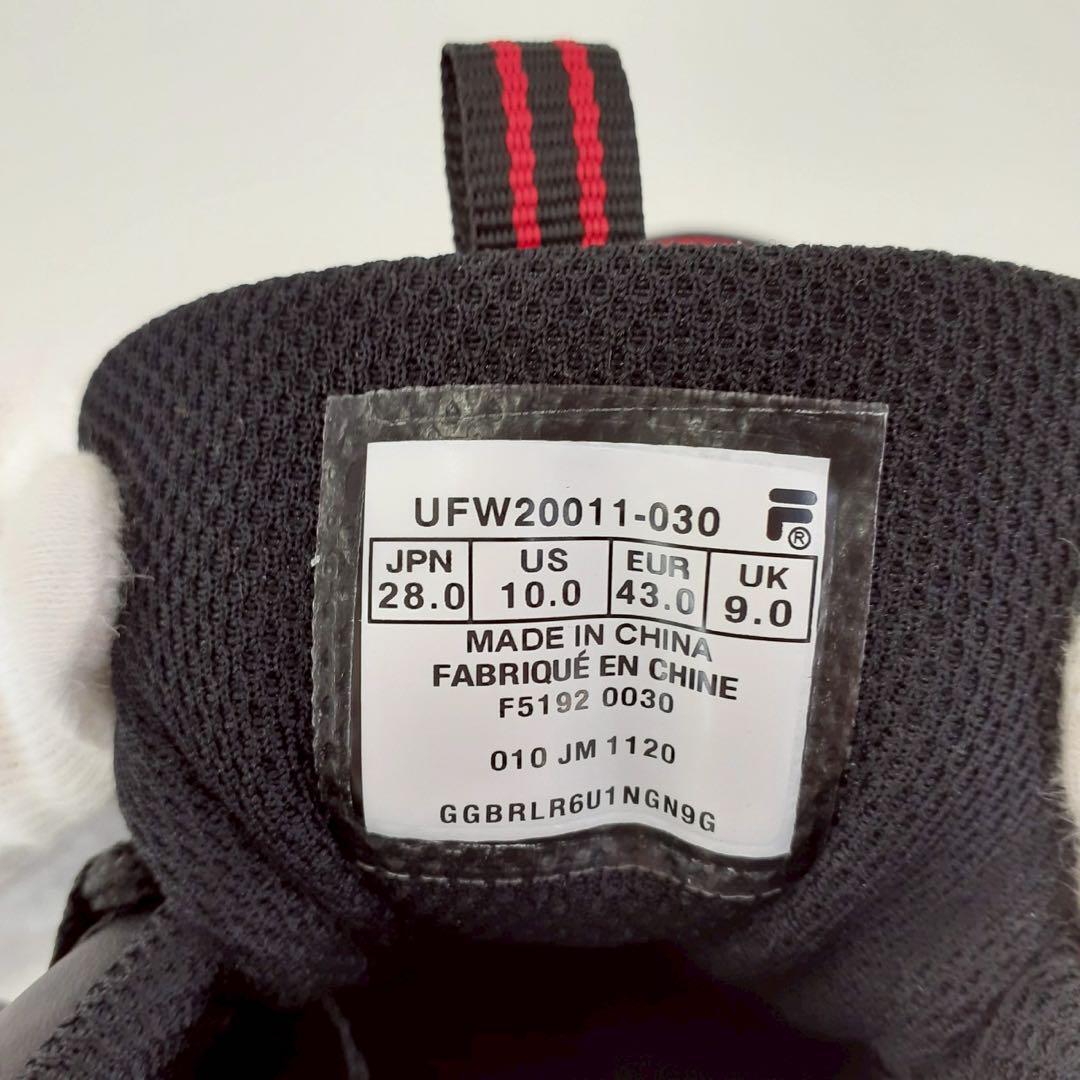 UFW20011-030
F®
JPN US EUR UK
28.0 10.0 43.0 9.0
MADE IN CHINA
FABRIQUÉ EN CHINE
F5192 0030
010 JM 1120
GGBRLR6U1NGN9G